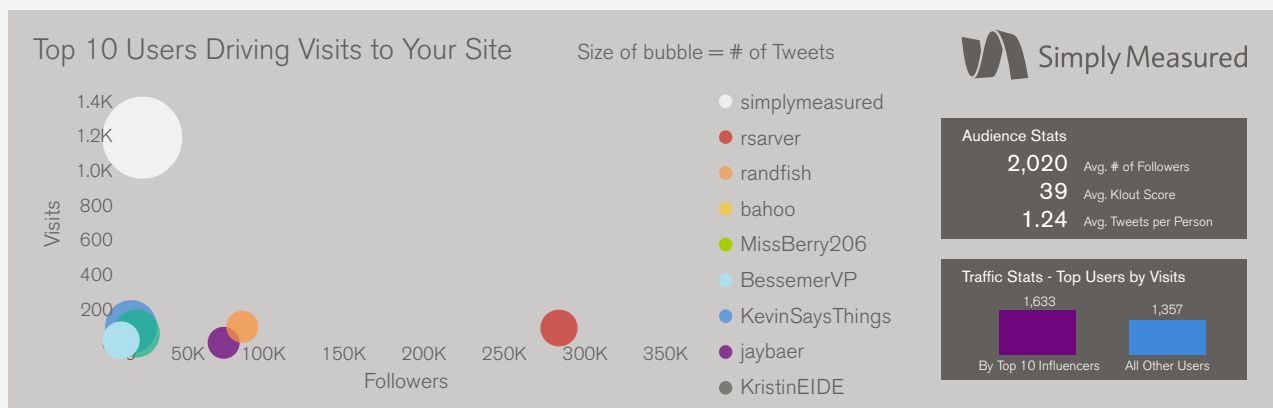 Top 10 Users Driving Visits to Your Site
Size of bubble = # of Tweets
Simply Measured
1.4K
1.2K
1.0K
800
600
400
200
Visits
50K
100K
150K
200K
250K
300K
350K
Followers
simplymeasured
rsarver
randfish
bahoo
MissBerry206
BessemerVP
KevinSaysThings
jaybaer
KristinEIDE
Audience Stats
2,020 Avg. # of Followers
39 Avg. Klout Score
1.24 Avg. Tweets per Person
Traffic Stats - Top Users by Visits
1,633
1,357
By Top 10 Influencers
All Other Users